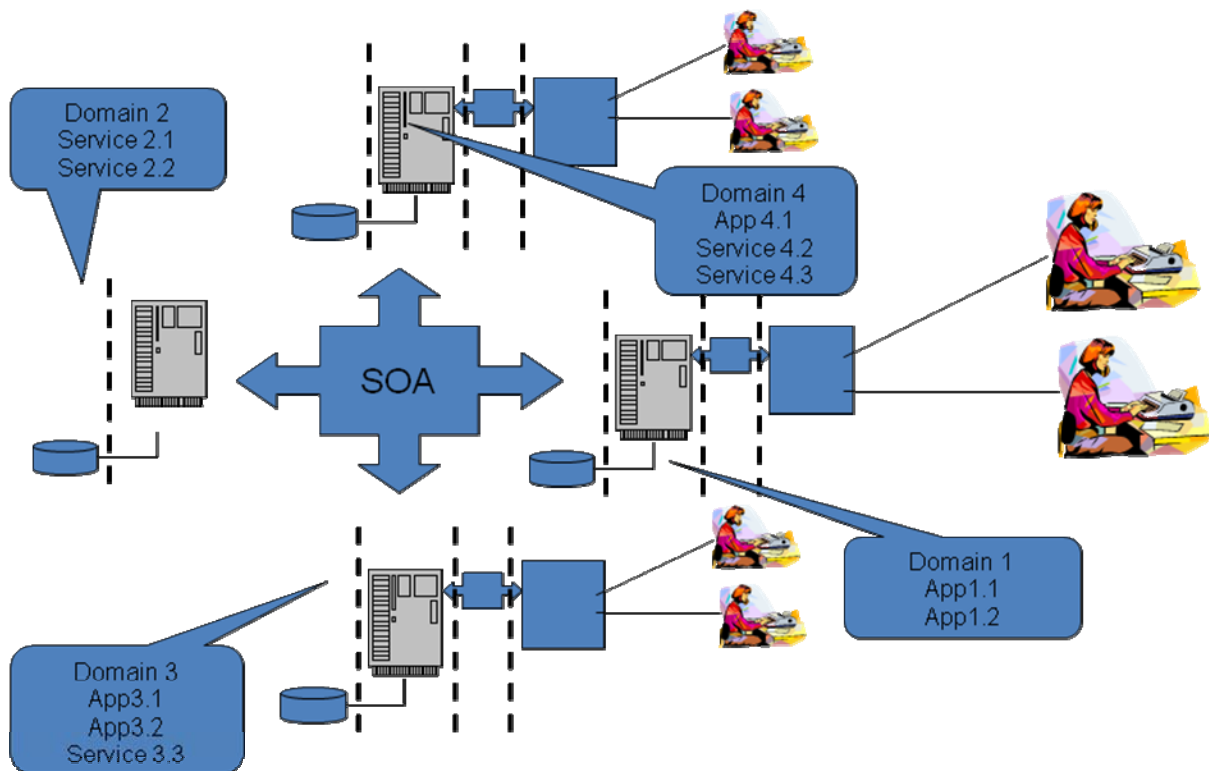 Domain 2
Service 2.1
Service 2.2
Domain 4
App 4.1
Service 4.2
Service 4.3
SOA
Domain 1
App1.1
App1.2
Domain 3
App3.1
App3.2
Service 3.3